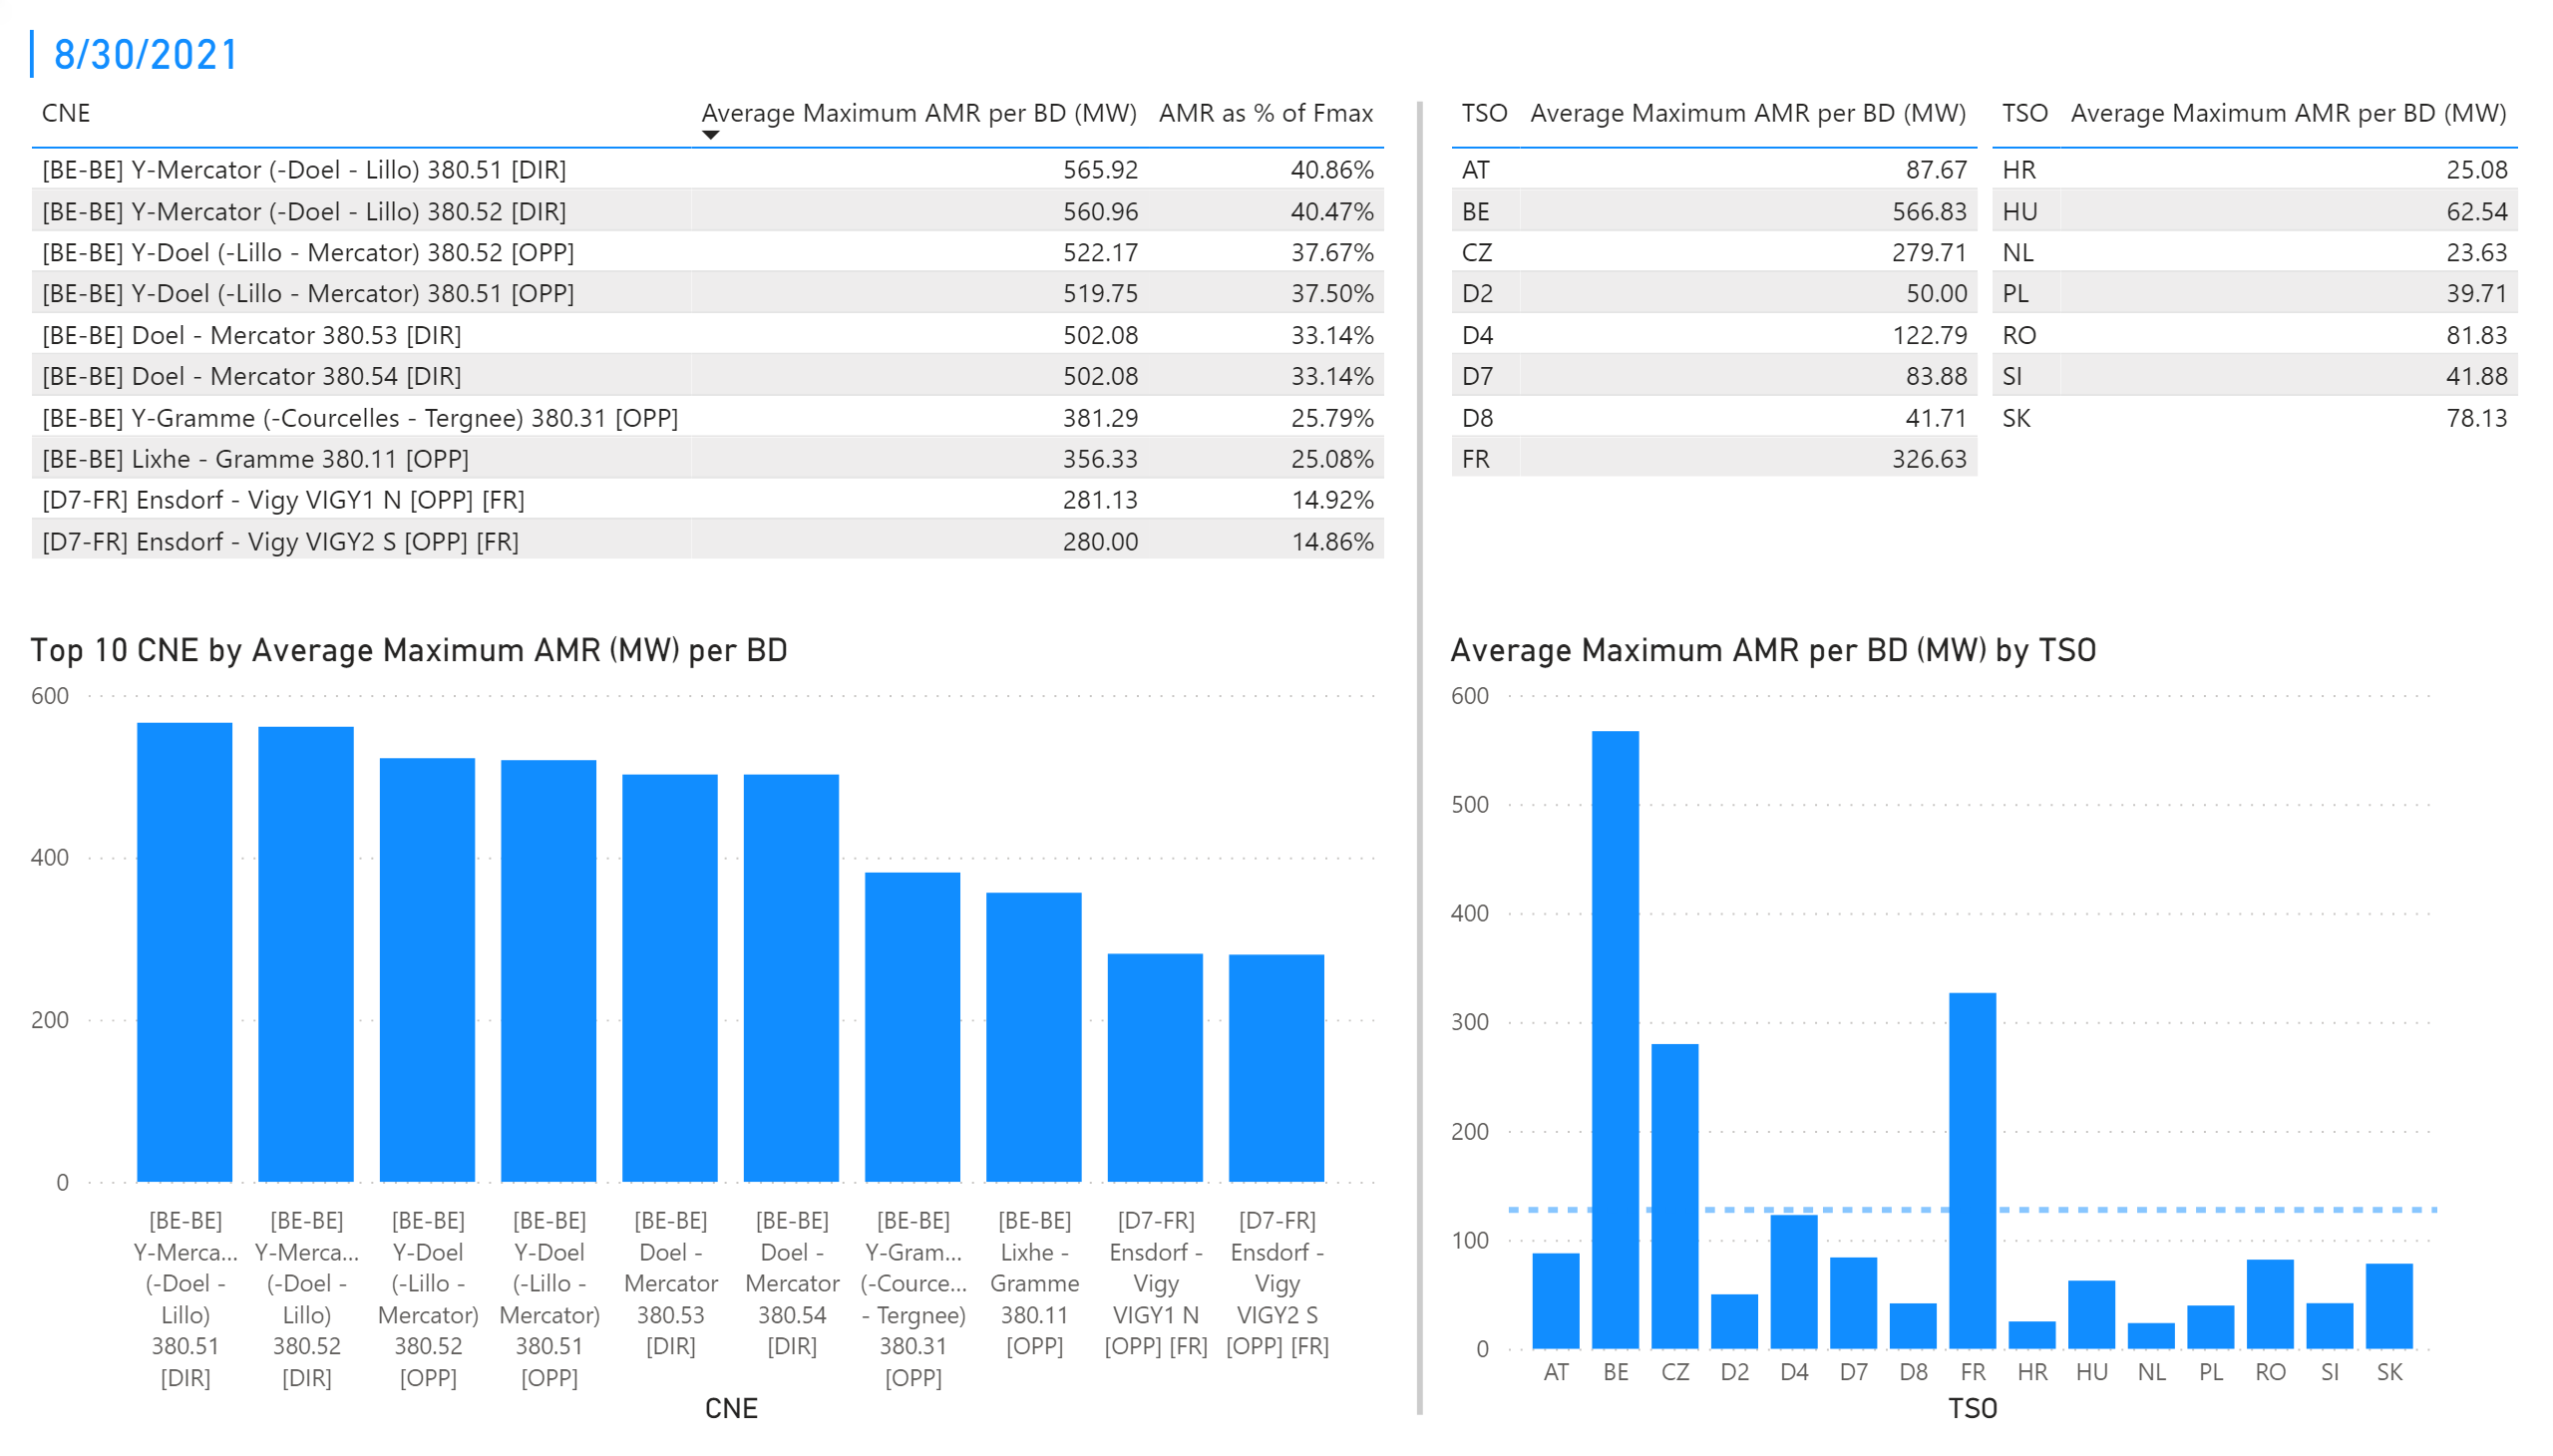 8/30/2021
CNE Average Maximum AMR per BD (MW) AMR as % of Fmax
[BE-BE] Y-Mercator (-Doel - Lillo) 380.51 [DIR] 565.92 40.86%
[BE-BE] Y-Mercator (-Doel - Lillo) 380.52 [DIR] 560.96 40.47%
[BE-BE] Y-Doel (-Lillo - Mercator) 380.52 [OPP] 522.17 37.67%
[BE-BE] Y-Doel (-Lillo - Mercator) 380.51 [OPP] 519.75 37.50%
[BE-BE] Doel - Mercator 380.53 [DIR] 502.08 33.14%
[BE-BE] Doel - Mercator 380.54 [DIR] 502.08 33.14%
[BE-BE] Y-Gramme (-Courcelles - Tergnee) 380.31 [OPP] 381.29 25.79%
[BE-BE] Lixhe - Gramme 380.11 [OPP] 356.33 25.08%
[D7-FR] Ensdorf - Vigy VIGY1 N [OPP] [FR] 281.13 14.92%
[D7-FR] Ensdorf - Vigy VIGY2 S [OPP] [FR] 280.00 14.86%
TSO Average Maximum AMR per BD (MW)
AT 87.67
BE 566.83
CZ 279.71
D2 50.00
D4 122.79
D7 83.88
D8 41.71
FR 326.63
TSO Average Maximum AMR per BD (MW)
HR 25.08
HU 62.54
NL 23.63
PL 39.71
RO 81.83
SI 41.88
SK 78.13
Top 10 CNE by Average Maximum AMR (MW) per BD
600
400
200
0
[BE-BE]
Y-Merca...
(-Doel -
Lillo)
380.51
[DIR]
[BE-BE]
Y-Merca...
(-Doel -
Lillo)
380.52
[DIR]
[BE-BE]
Y-Doel
(-Lillo -
Mercator)
380.52
[OPP]
[BE-BE]
Y-Doel
(-Lillo -
Mercator)
380.51
[OPP]
[BE-BE]
Doel -
Mercator
380.53
[DIR]
[BE-BE]
Doel -
Mercator
380.54
[DIR]
[BE-BE]
Y-Gram...
(-Ource...
- Tergnee)
380.31
[OPP]
[BE-BE]
Lixhe -
Gramme
380.11
[OPP]
[D7-FR]
Ensdorf -
Vigy
VIGY1 N
[OPP] [FR]
[D7-FR]
Ensdorf -
Vigy
VIGY2 S
[OPP] [FR]
CNE
Average Maximum AMR per BD (MW) by TSO
600
500
400
300
200
100
0
AT BE CZ D2 D4 D7 D8 FR HR HU NL PL RO SI SK
TSO